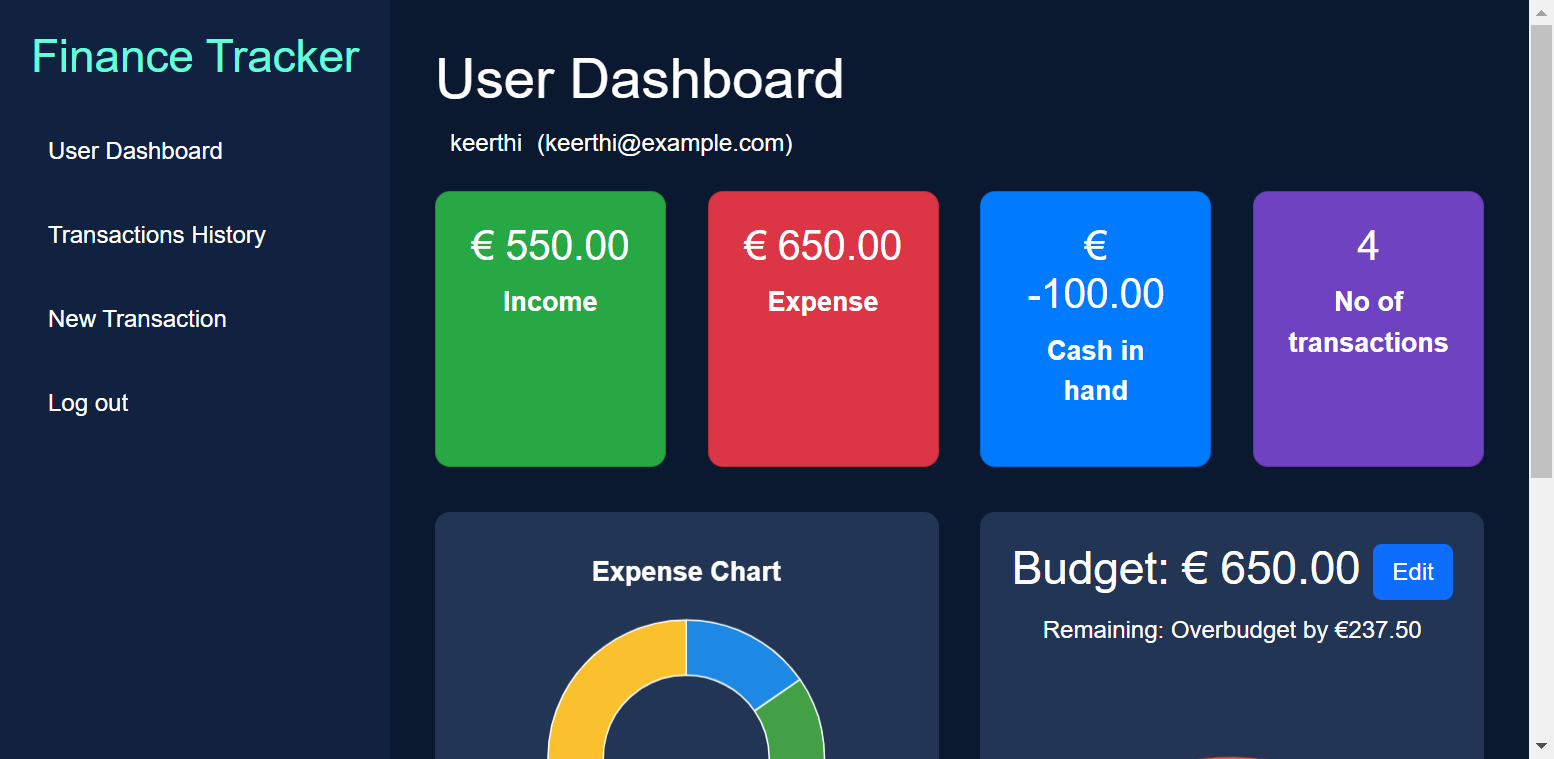 Finance Tracker
User Dashboard
Transactions History
New Transaction
Log out
User Dashboard
keerthi (keerthi@example.com)
€ 550.00
Income
€ 650.00
Expense
€
-100.00
Cash in
hand
4
No of
transactions
Expense Chart
Budget: € 650.00 Edit
Remaining: Overbudget by €237.50